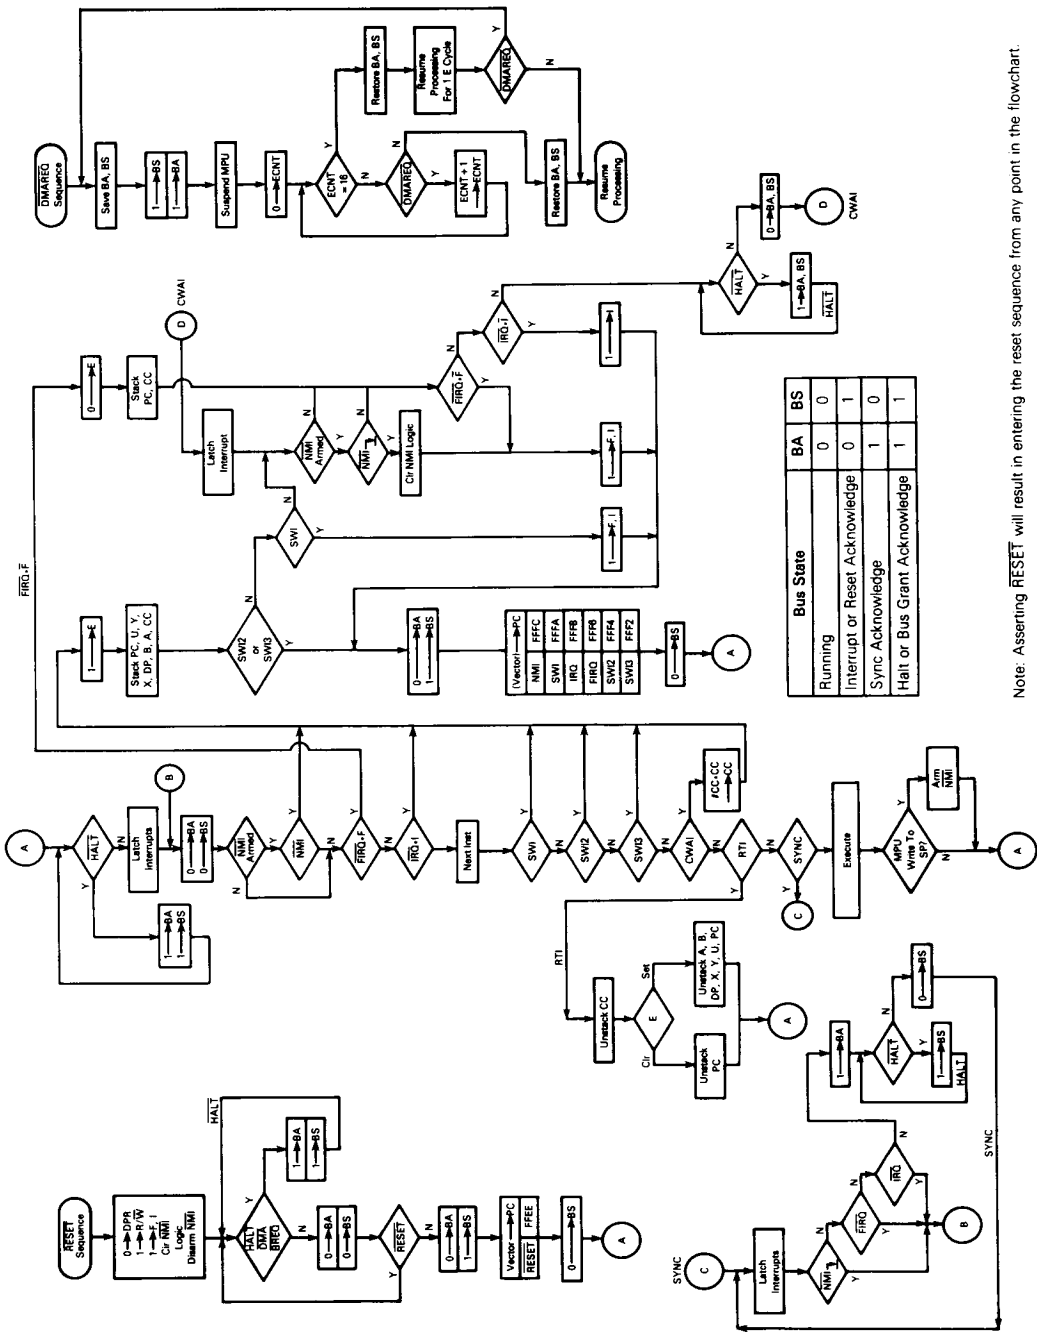 RESET
Sequence
0→DPR
1→R/W
1→F, I
Clr NMI
Logic
Disarm NMI
HALT
DMA
BREQ
Y
N
1→BA
1→BS
HALT
0→BA
0→BS
RESET
Y
N
0→BA
1→BS
Vector→PC
RESET FFEE
0→BS
A
SYNC
C
Latch
Interrupts
NMI
N
Y
FIRQ
N
Y
IRQ
N
Y
B
1→BA
HALT
N
Y
1→BS
HALT
0→BS
SYNC
A
HALT
Y
N
1→BA
1→BS
Latch
Interrupts
B
0→BA
0→BS
NMI
Armed
N
Y
NMI
Y
N
FIRQ•F
Y
N
IRQ•I
Y
N
Next Inst
SWI
Y
N
SWI2
Y
N
SWI3
Y
N
CWAI
Y
N
#CC•CC
→CC
RTI
Y
N
SYNC
Y
N
C
Execute
MPU
Write To
SP?
Y
N
Arm
NMI
A
RTI
Unstack CC
E
Clr
Set
Unstack
PC
Unstack A, B,
DP, X, Y, U, PC
A
FIRQ•F
1→E
Stack PC, U, Y,
X, DP, B, A, CC
SWI2
or
SWI3
N
Y
SWI
N
Y
0→BA
1→BS
(Vector)→PC
NMI FFFC
SWI FFFA
IRQ FFF8
FIRQ FFF6
SWI2 FFF4
SWI3 FFF2
0→BS
A
0→E
Stack
PC, CC
D
CWAI
Latch
Interrupt
NMI
Armed
N
Y
NMI
N
Y
Clr NMI Logic
FIRQ•F
N
Y
IRQ•I
N
Y
1→F, I
1→F, I
1→I
HALT
N
Y
1→BA, BS
HALT
0→BA, BS
D
CWAI
DMAREQ
Sequence
Save BA, BS
1→BS
1→BA
Suspend MPU
0→ECNT
ECNT
= 16
Y
N
DMAREQ
N
Y
ECNT + 1
→ECNT
Restore BA, BS
Resume
Processing
For 1 E Cycle
DMAREQ
Y
N
Restore BA, BS
Resume
Processing
Bus State BA BS
Running 0 0
Interrupt or Reset Acknowledge 0 1
Sync Acknowledge 1 0
Halt or Bus Grant Acknowledge 1 1
Note: Asserting RESET will result in entering the reset sequence from any point in the flowchart.